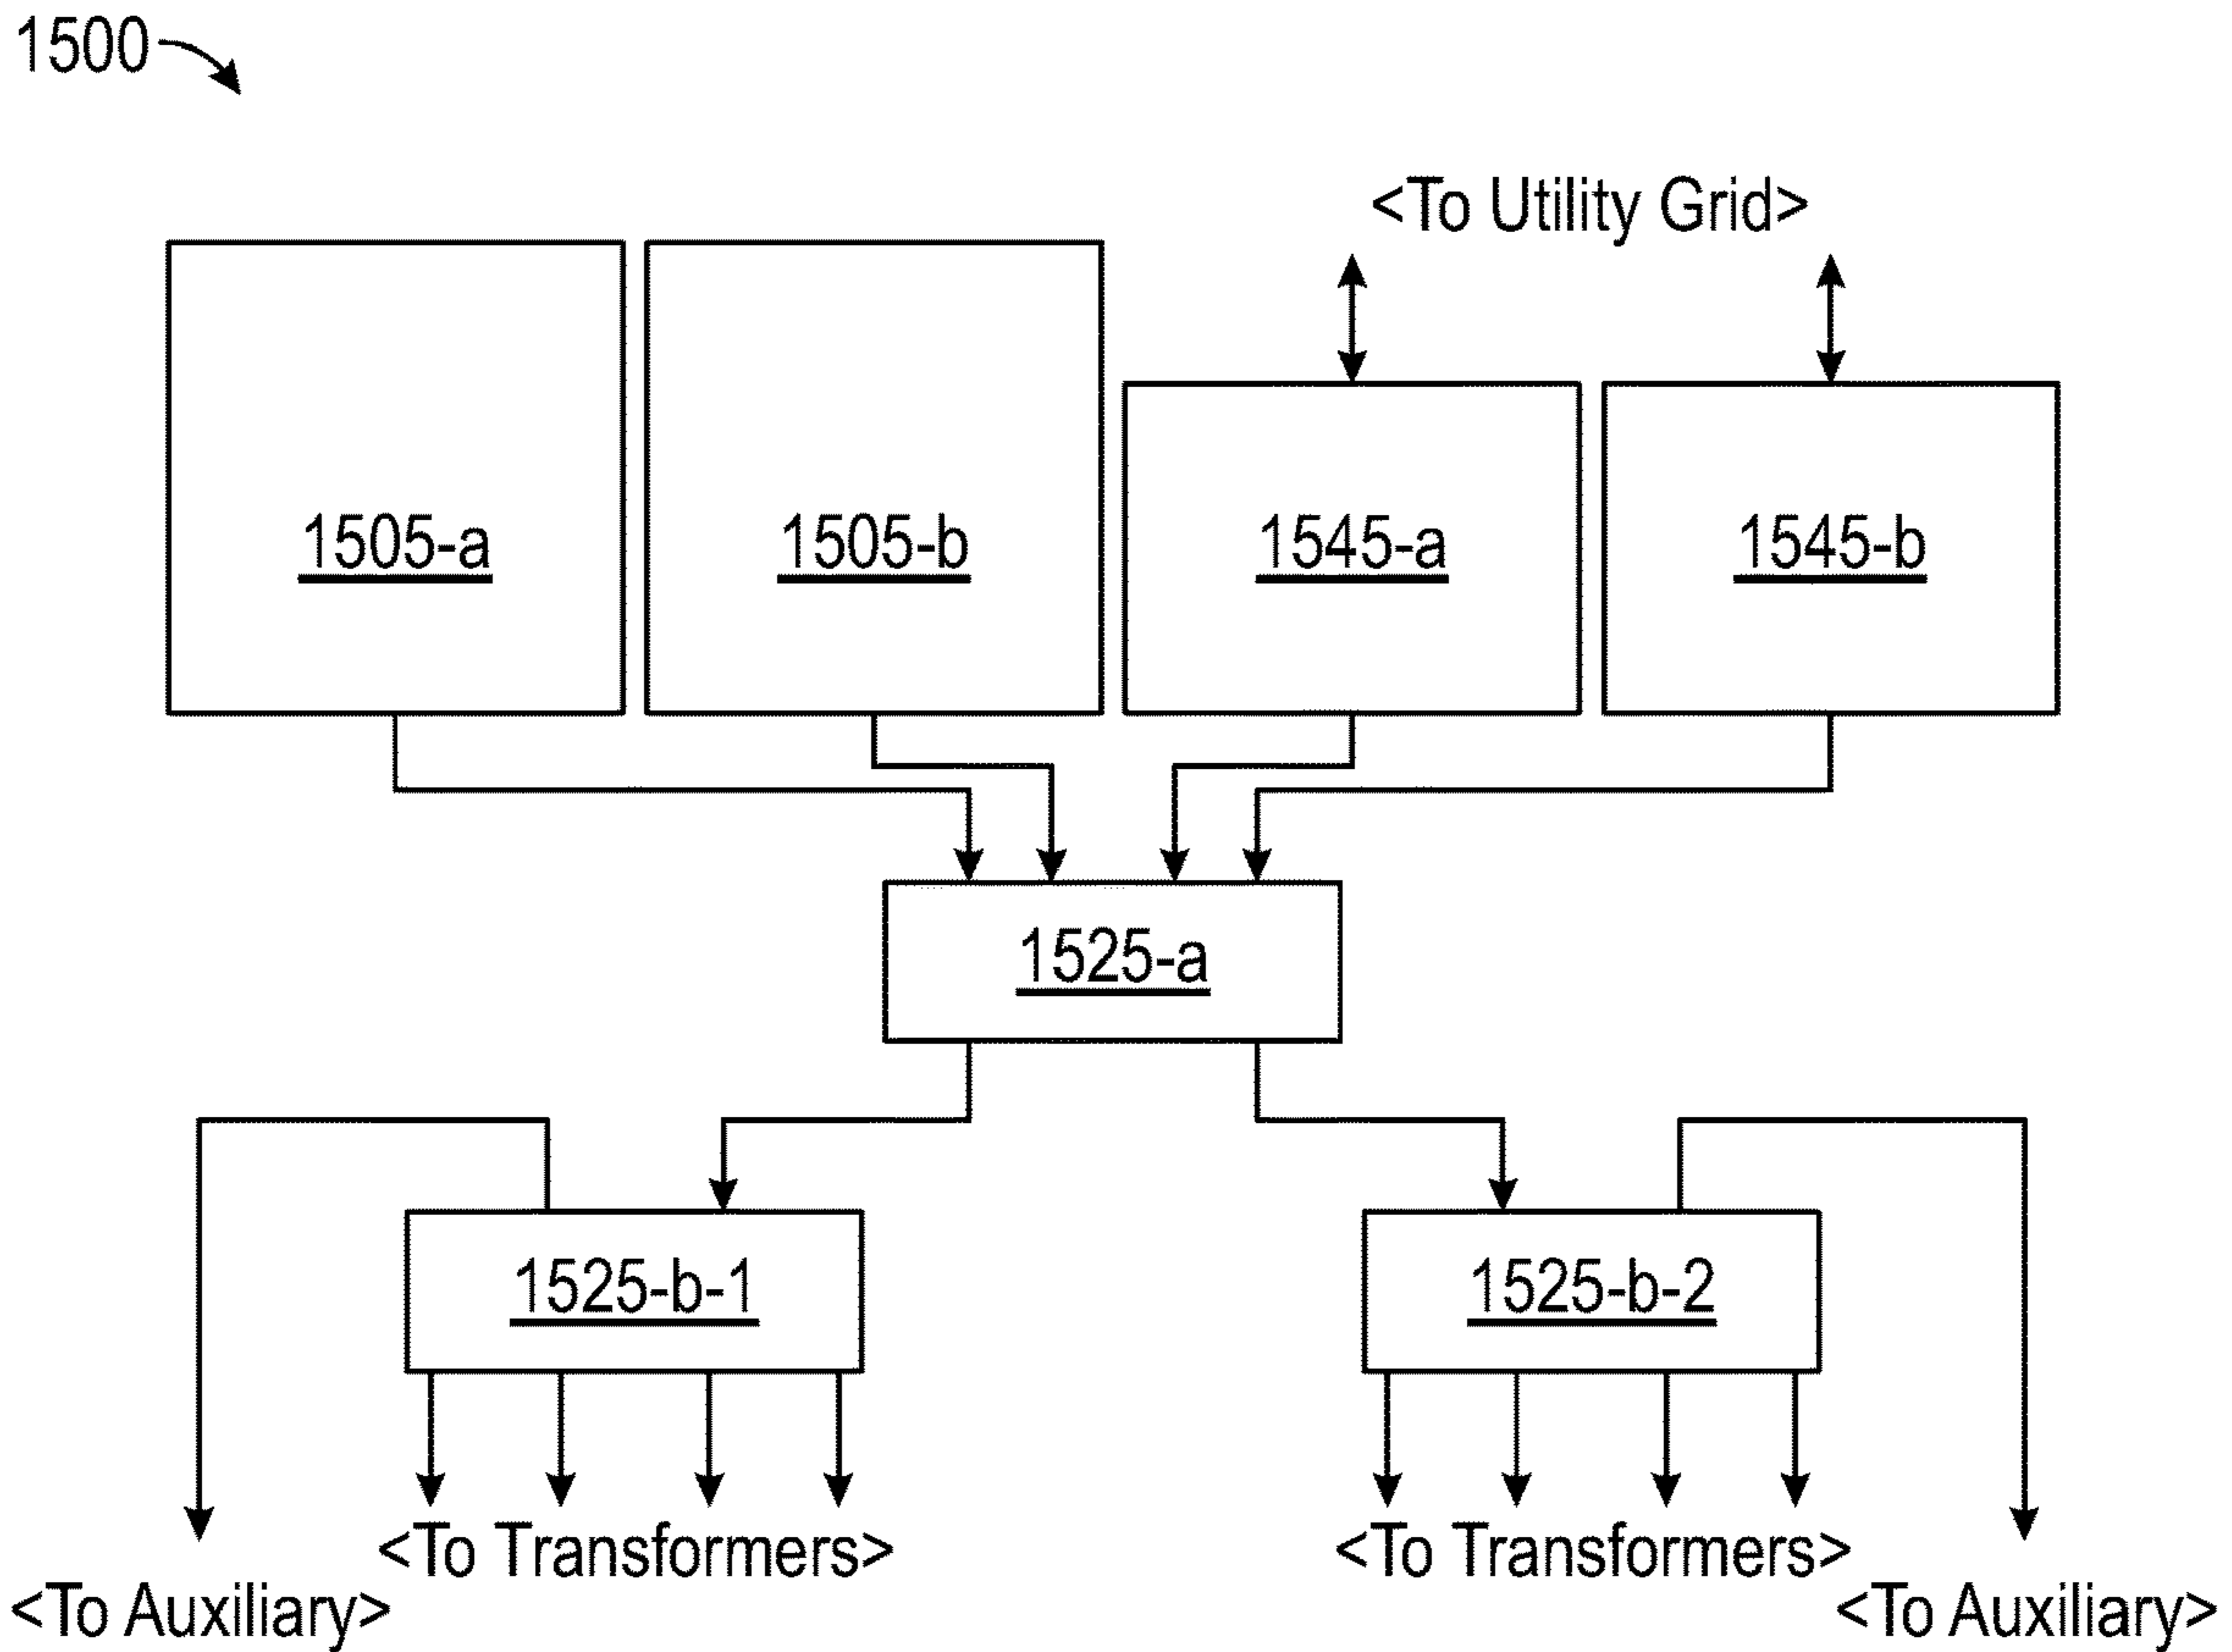 1500
<To Utility Grid>
1505-a
1505-b
1545-a
1545-b
1525-a
1525-b-1
1525-b-2
<To Transformers>
<To Transformers>
<To Auxiliary>
<To Auxiliary>